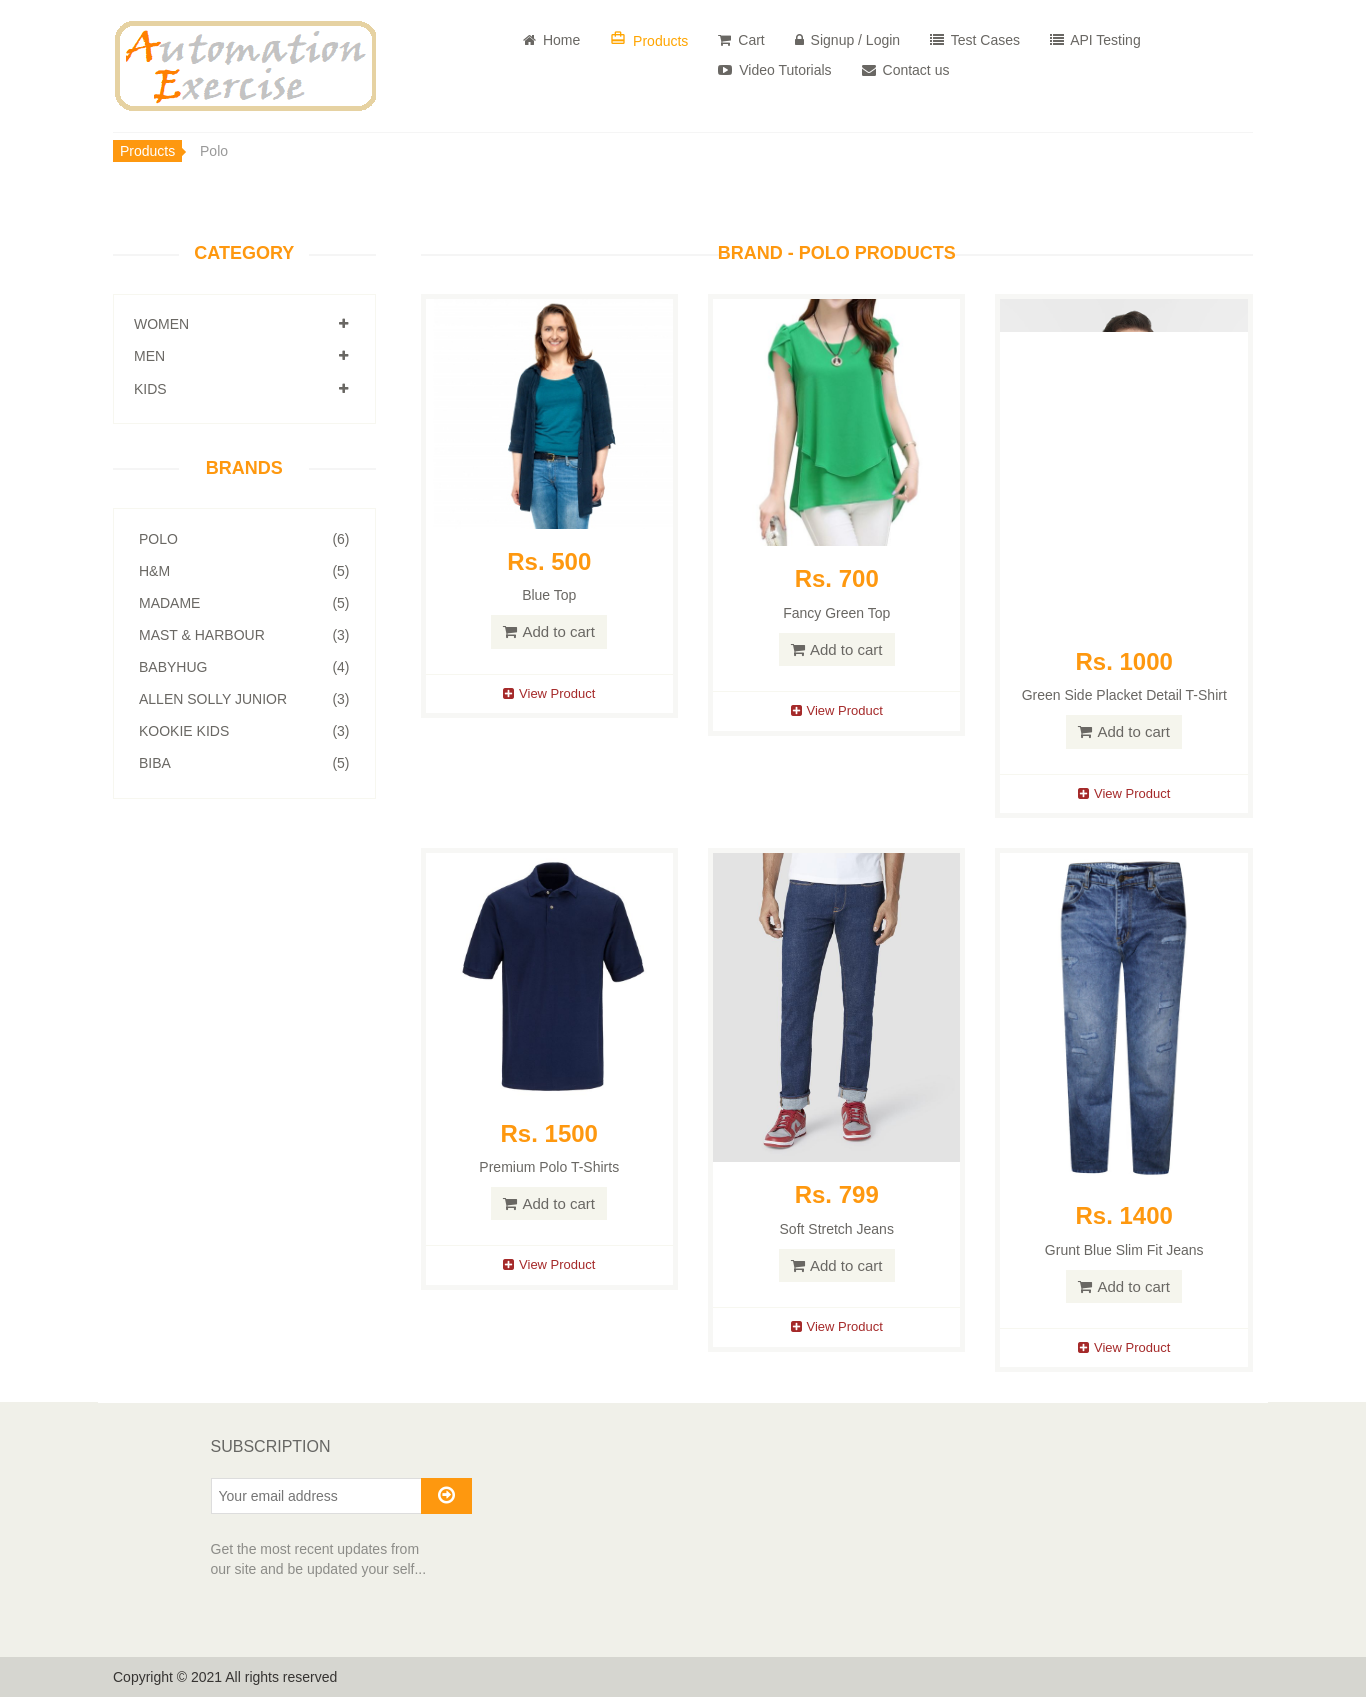 Automation
Exercise
Home
Products
Cart
Signup / Login
Test Cases
API Testing
Video Tutorials
Contact us
Products
Polo
CATEGORY
WOMEN
MEN
KIDS
BRANDS
POLO (6)
H&M (5)
MADAME (5)
MAST & HARBOUR (3)
BABYHUG (4)
ALLEN SOLLY JUNIOR (3)
KOOKIE KIDS (3)
BIBA (5)
BRAND - POLO PRODUCTS
Rs. 500
Blue Top
Add to cart
View Product
Rs. 700
Fancy Green Top
Add to cart
View Product
Rs. 1000
Green Side Placket Detail T-Shirt
Add to cart
View Product
Rs. 1500
Premium Polo T-Shirts
Add to cart
View Product
Rs. 799
Soft Stretch Jeans
Add to cart
View Product
Rs. 1400
Grunt Blue Slim Fit Jeans
Add to cart
View Product
SUBSCRIPTION
Your email address
Get the most recent updates from
our site and be updated your self...
Copyright © 2021 All rights reserved